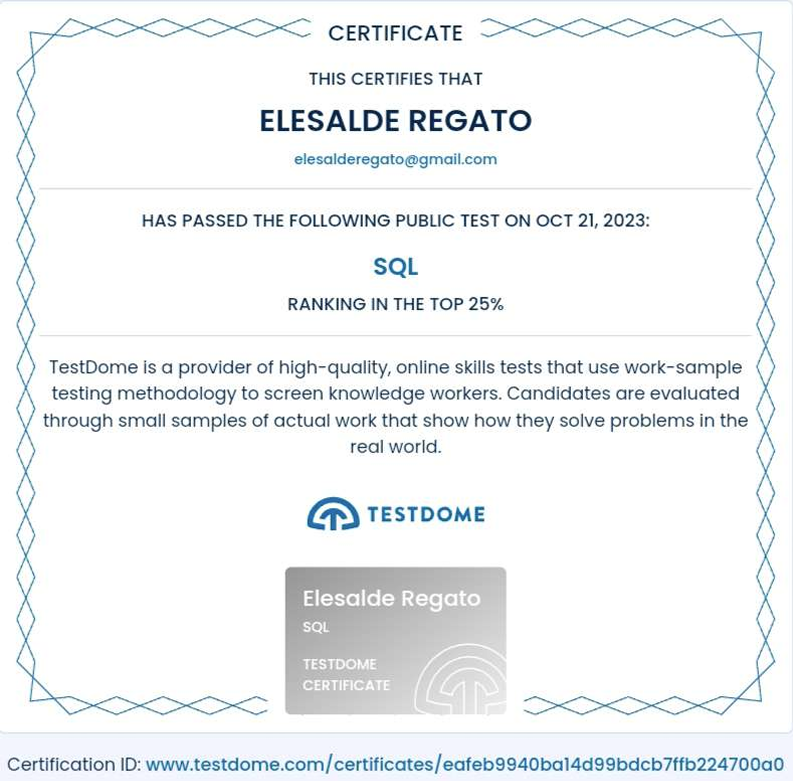 CERTIFICATE
THIS CERTIFIES THAT
ELESALDE REGATO
elesalderegato@gmail.com
HAS PASSED THE FOLLOWING PUBLIC TEST ON OCT 21, 2023:
SQL
RANKING IN THE TOP 25%
TestDome is a provider of high-quality, online skills tests that use work-sample
testing methodology to screen knowledge workers. Candidates are evaluated
through small samples of actual work that show how they solve problems in the
real world.
TESTDOME
Elesalde Regato
SQL
TESTDOME
CERTIFICATE
Certification ID: www.testdome.com/certificates/eafeb9940ba14d99bdcb7ffb224700a0